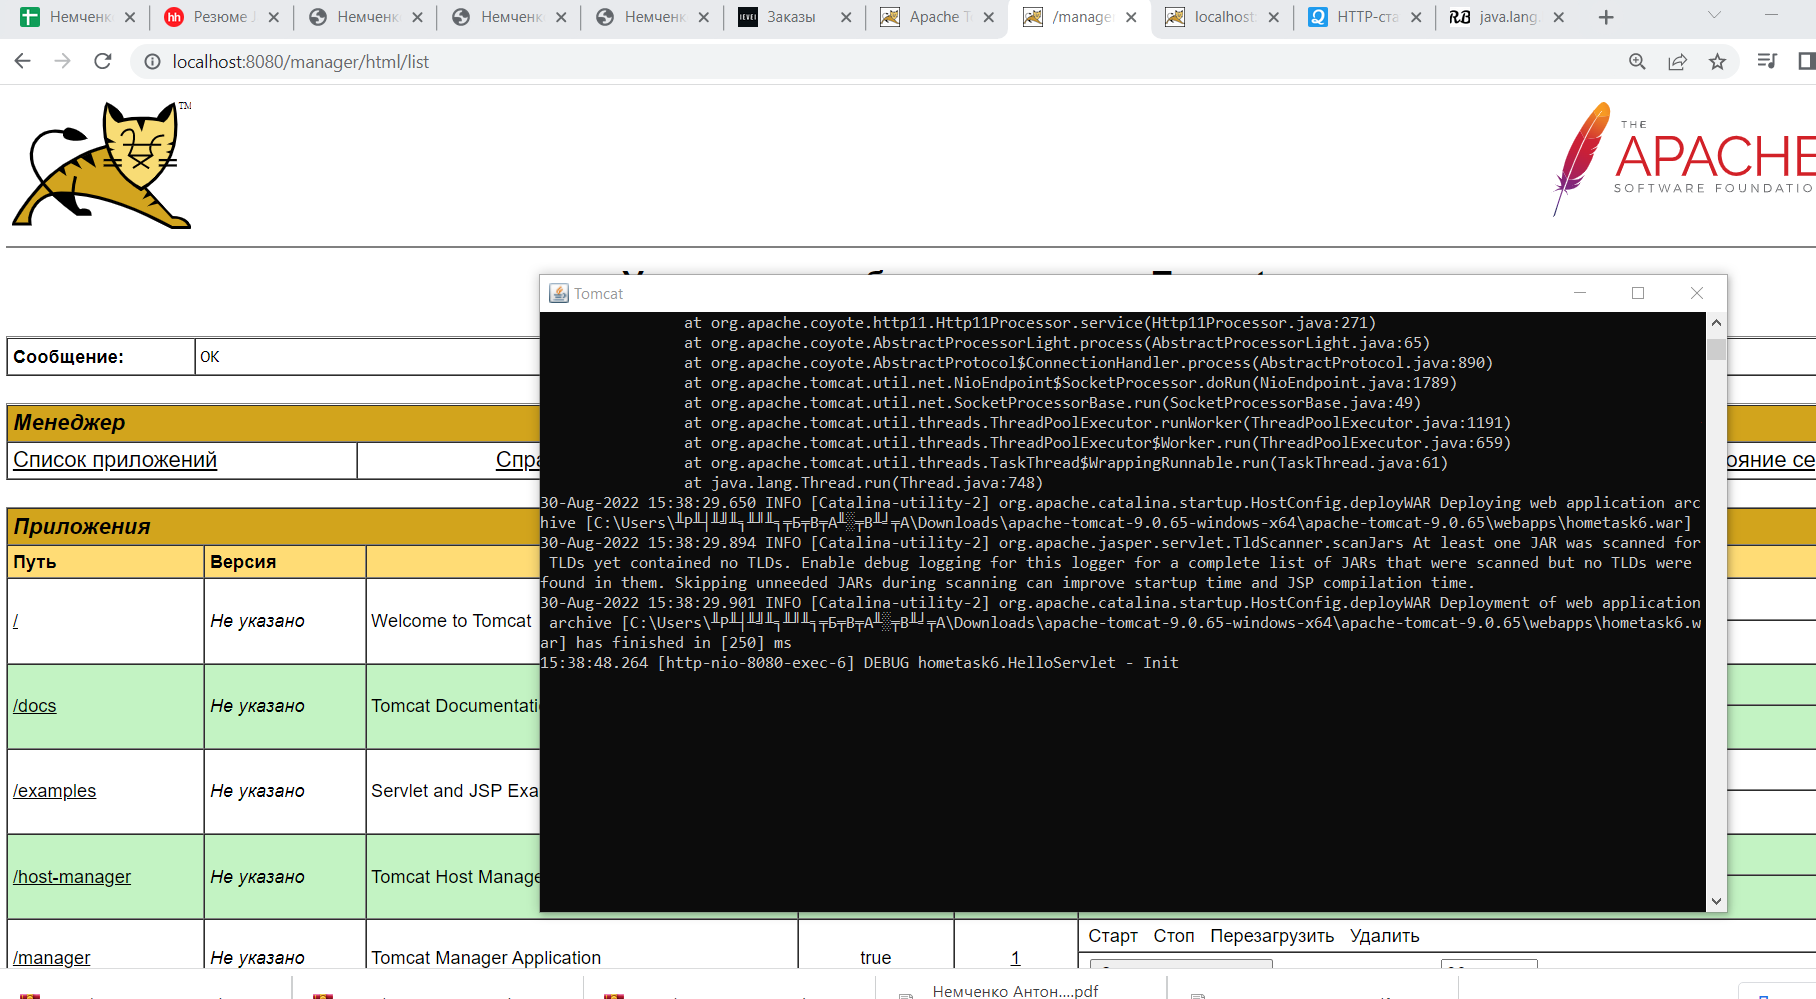 Немченк
Резюме
Немченк
Немченк
Немченк
Заказы
Apache T
/manage
localhost:
HTTP-ста
java.lang.
localhost:8080/manager/html/list
TM
THE
APACHE
SOFTWARE FOUNDATIO
Tomcat
Сообщение:
OK
Менеджер
Список приложений
Спра
ояние се
Приложения
Путь
Версия
/
Не указано
Welcome to Tomcat
/docs
Не указано
Tomcat Documentati
/examples
Не указано
Servlet and JSP Exa
/host-manager
Не указано
Tomcat Host Manage
/manager
Не указано
Tomcat Manager Application
true
1
Старт Стоп Перезагрузить Удалить
at org.apache.coyote.http11.Http11Processor.service(Http11Processor.java:271)
at org.apache.coyote.AbstractProcessorLight.process(AbstractProcessorLight.java:65)
at org.apache.coyote.AbstractProtocol$ConnectionHandler.process(AbstractProtocol.java:890)
at org.apache.tomcat.util.net.NioEndpoint$SocketProcessor.doRun(NioEndpoint.java:1789)
at org.apache.tomcat.util.net.SocketProcessorBase.run(SocketProcessorBase.java:49)
at org.apache.tomcat.util.threads.ThreadPoolExecutor.runWorker(ThreadPoolExecutor.java:1191)
at org.apache.tomcat.util.threads.ThreadPoolExecutor$Worker.run(ThreadPoolExecutor.java:659)
at org.apache.tomcat.util.threads.TaskThread$WrappingRunnable.run(TaskThread.java:61)
at java.lang.Thread.run(Thread.java:748)
30-Aug-2022 15:38:29.650 INFO [Catalina-utility-2] org.apache.catalina.startup.HostConfig.deployWAR Deploying web application arc
hive [C:\Users\ \Downloads\apache-tomcat-9.0.65-windows-x64\apache-tomcat-9.0.65\webapps\hometask6.war]
30-Aug-2022 15:38:29.894 INFO [Catalina-utility-2] org.apache.jasper.servlet.TldScanner.scanJars At least one JAR was scanned for
TLDs yet contained no TLDs. Enable debug logging for this logger for a complete list of JARs that were scanned but no TLDs were
found in them. Skipping unneeded JARs during scanning can improve startup time and JSP compilation time.
30-Aug-2022 15:38:29.901 INFO [Catalina-utility-2] org.apache.catalina.startup.HostConfig.deployWAR Deployment of web application
archive [C:\Users\ \Downloads\apache-tomcat-9.0.65-windows-x64\apache-tomcat-9.0.65\webapps\hometask6.w
ar] has finished in [250] ms
15:38:48.264 [http-nio-8080-exec-6] DEBUG hometask6.HelloServlet - Init
Немченко Антон....pdf